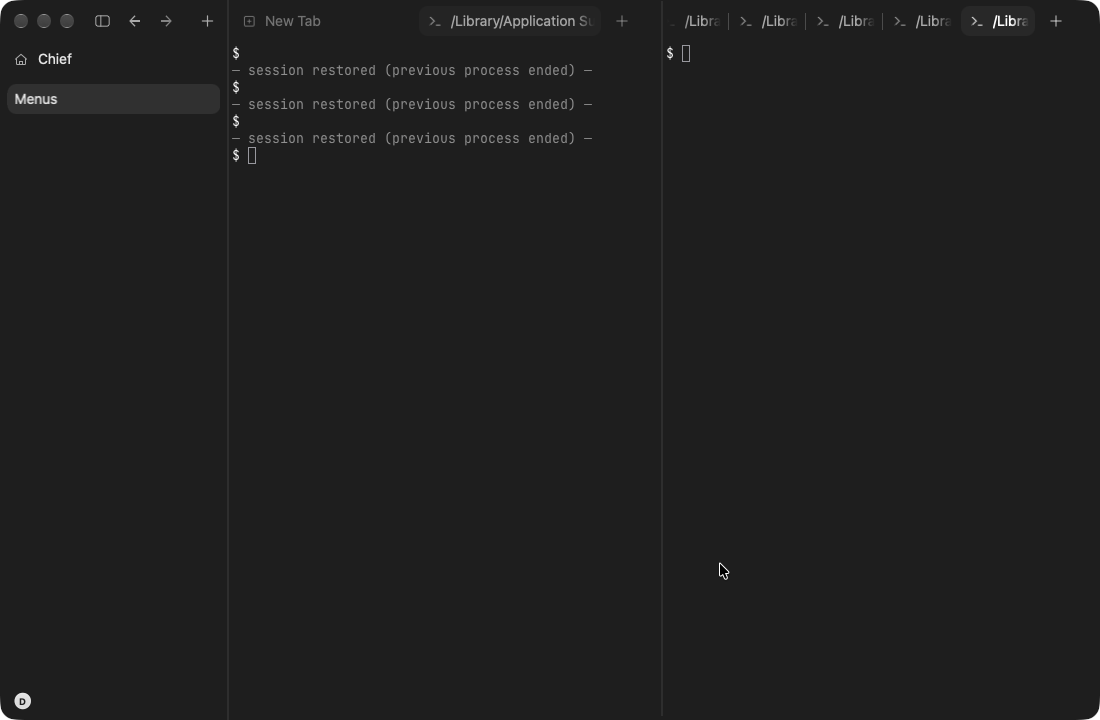 New Tab
/Library/Application Su
/Libra
/Libra
/Libra
/Libra
/Libra
Chief
Menus
$
— session restored (previous process ended) —
$
— session restored (previous process ended) —
$
— session restored (previous process ended) —
$
$
D